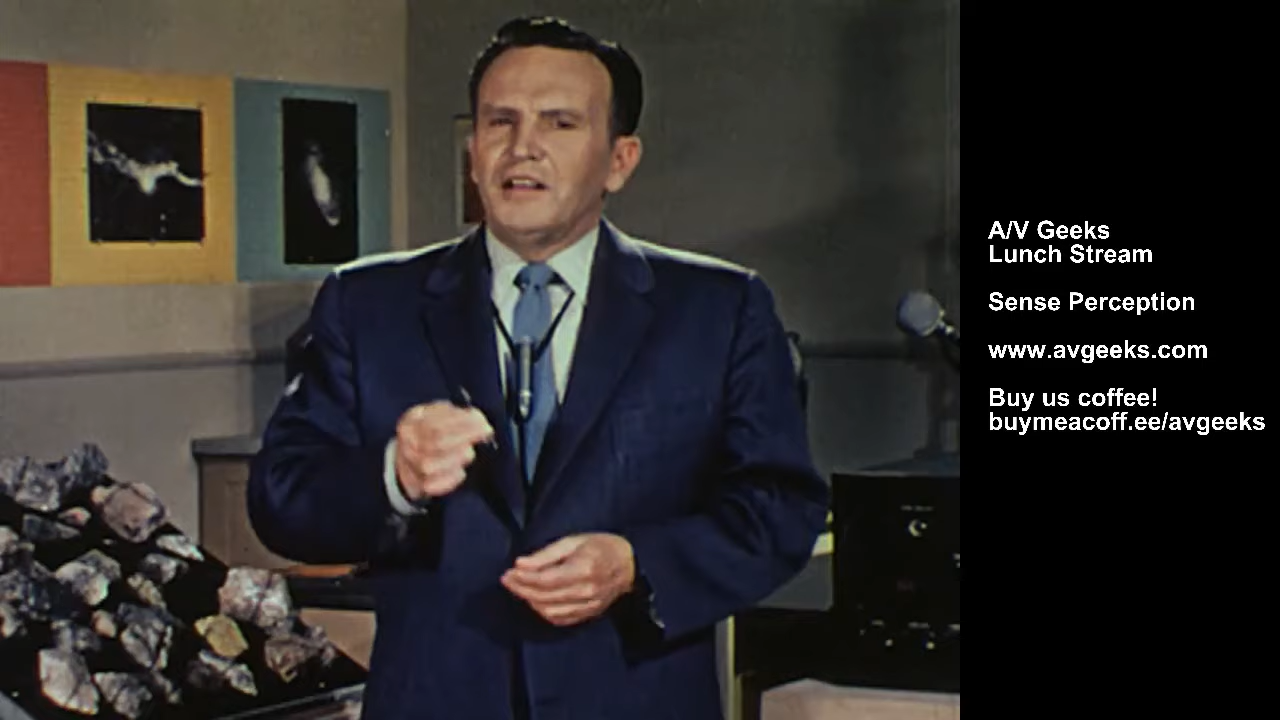 A/V Geeks
Lunch Stream
Sense Perception
www.avgeeks.com
Buy us coffee!
buymeacoff.ee/avgeeks